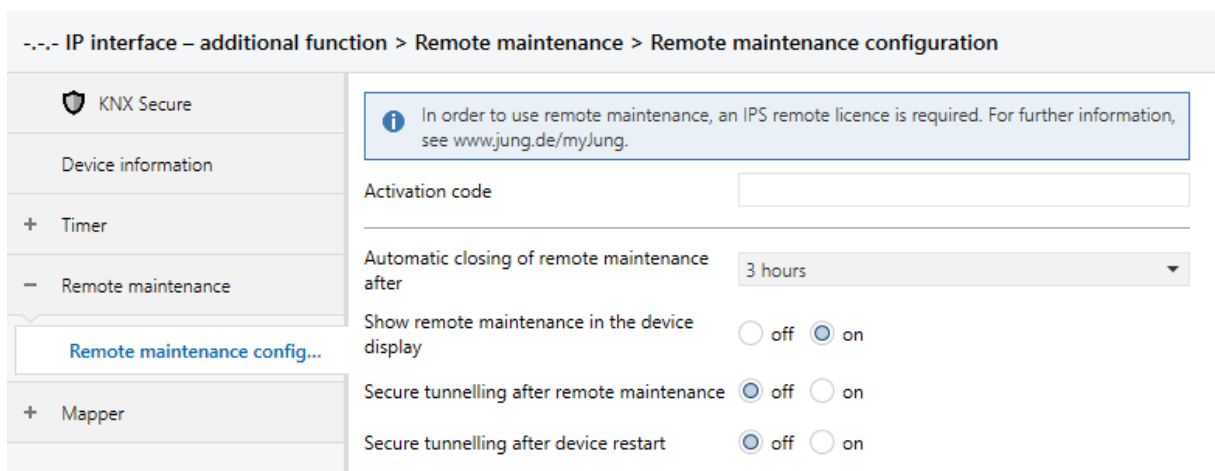 -.-.- IP interface – additional function > Remote maintenance > Remote maintenance configuration
KNX Secure
Device information
+ Timer
− Remote maintenance
Remote maintenance config...
+ Mapper
In order to use remote maintenance, an IPS remote licence is required. For further information,
see www.jung.de/myJung.
Activation code
Automatic closing of remote maintenance
after
3 hours
Show remote maintenance in the device
display
off on
Secure tunnelling after remote maintenance off on
Secure tunnelling after device restart off on